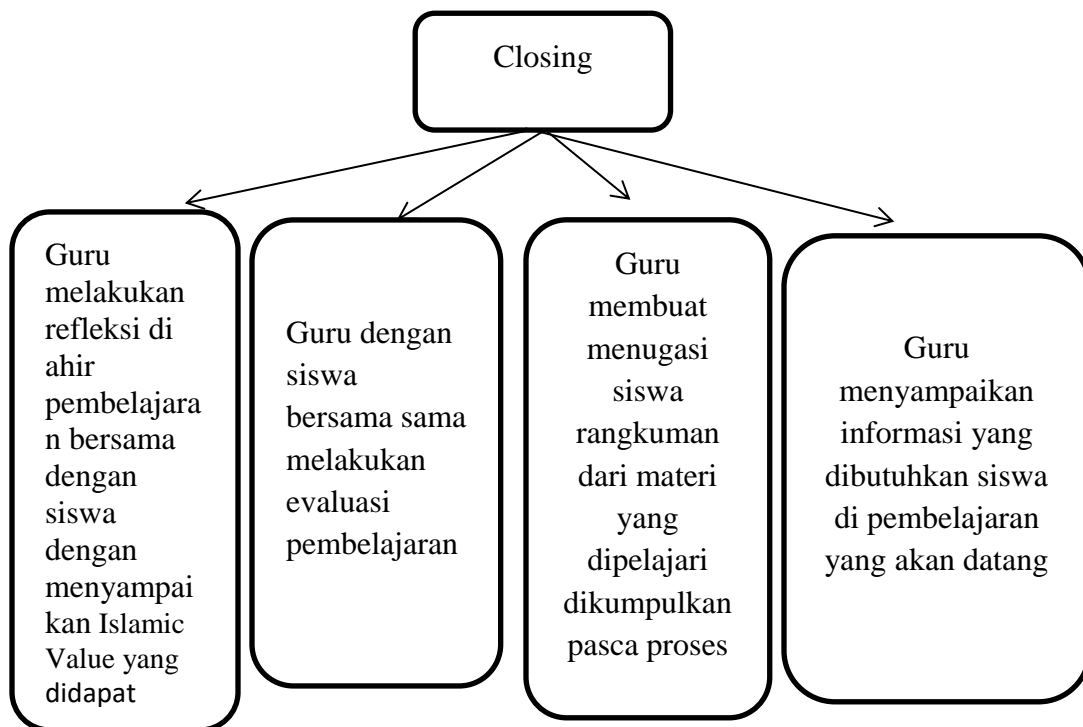 Closing
Guru
melakukan
refleksi di
ahir
pembelajara
n bersama
dengan
siswa
dengan
menyampai
kan Islamic
Value yang
didapat
Guru dengan
siswa
bersama sama
melakukan
evaluasi
pembelajaran
Guru
membuat
menugasi
siswa
rangkuman
dari materi
yang
dipelajari
dikumpulkan
pasca proses
Guru
menyampaikan
informasi yang
dibutuhkan siswa
di pembelajaran
yang akan datang